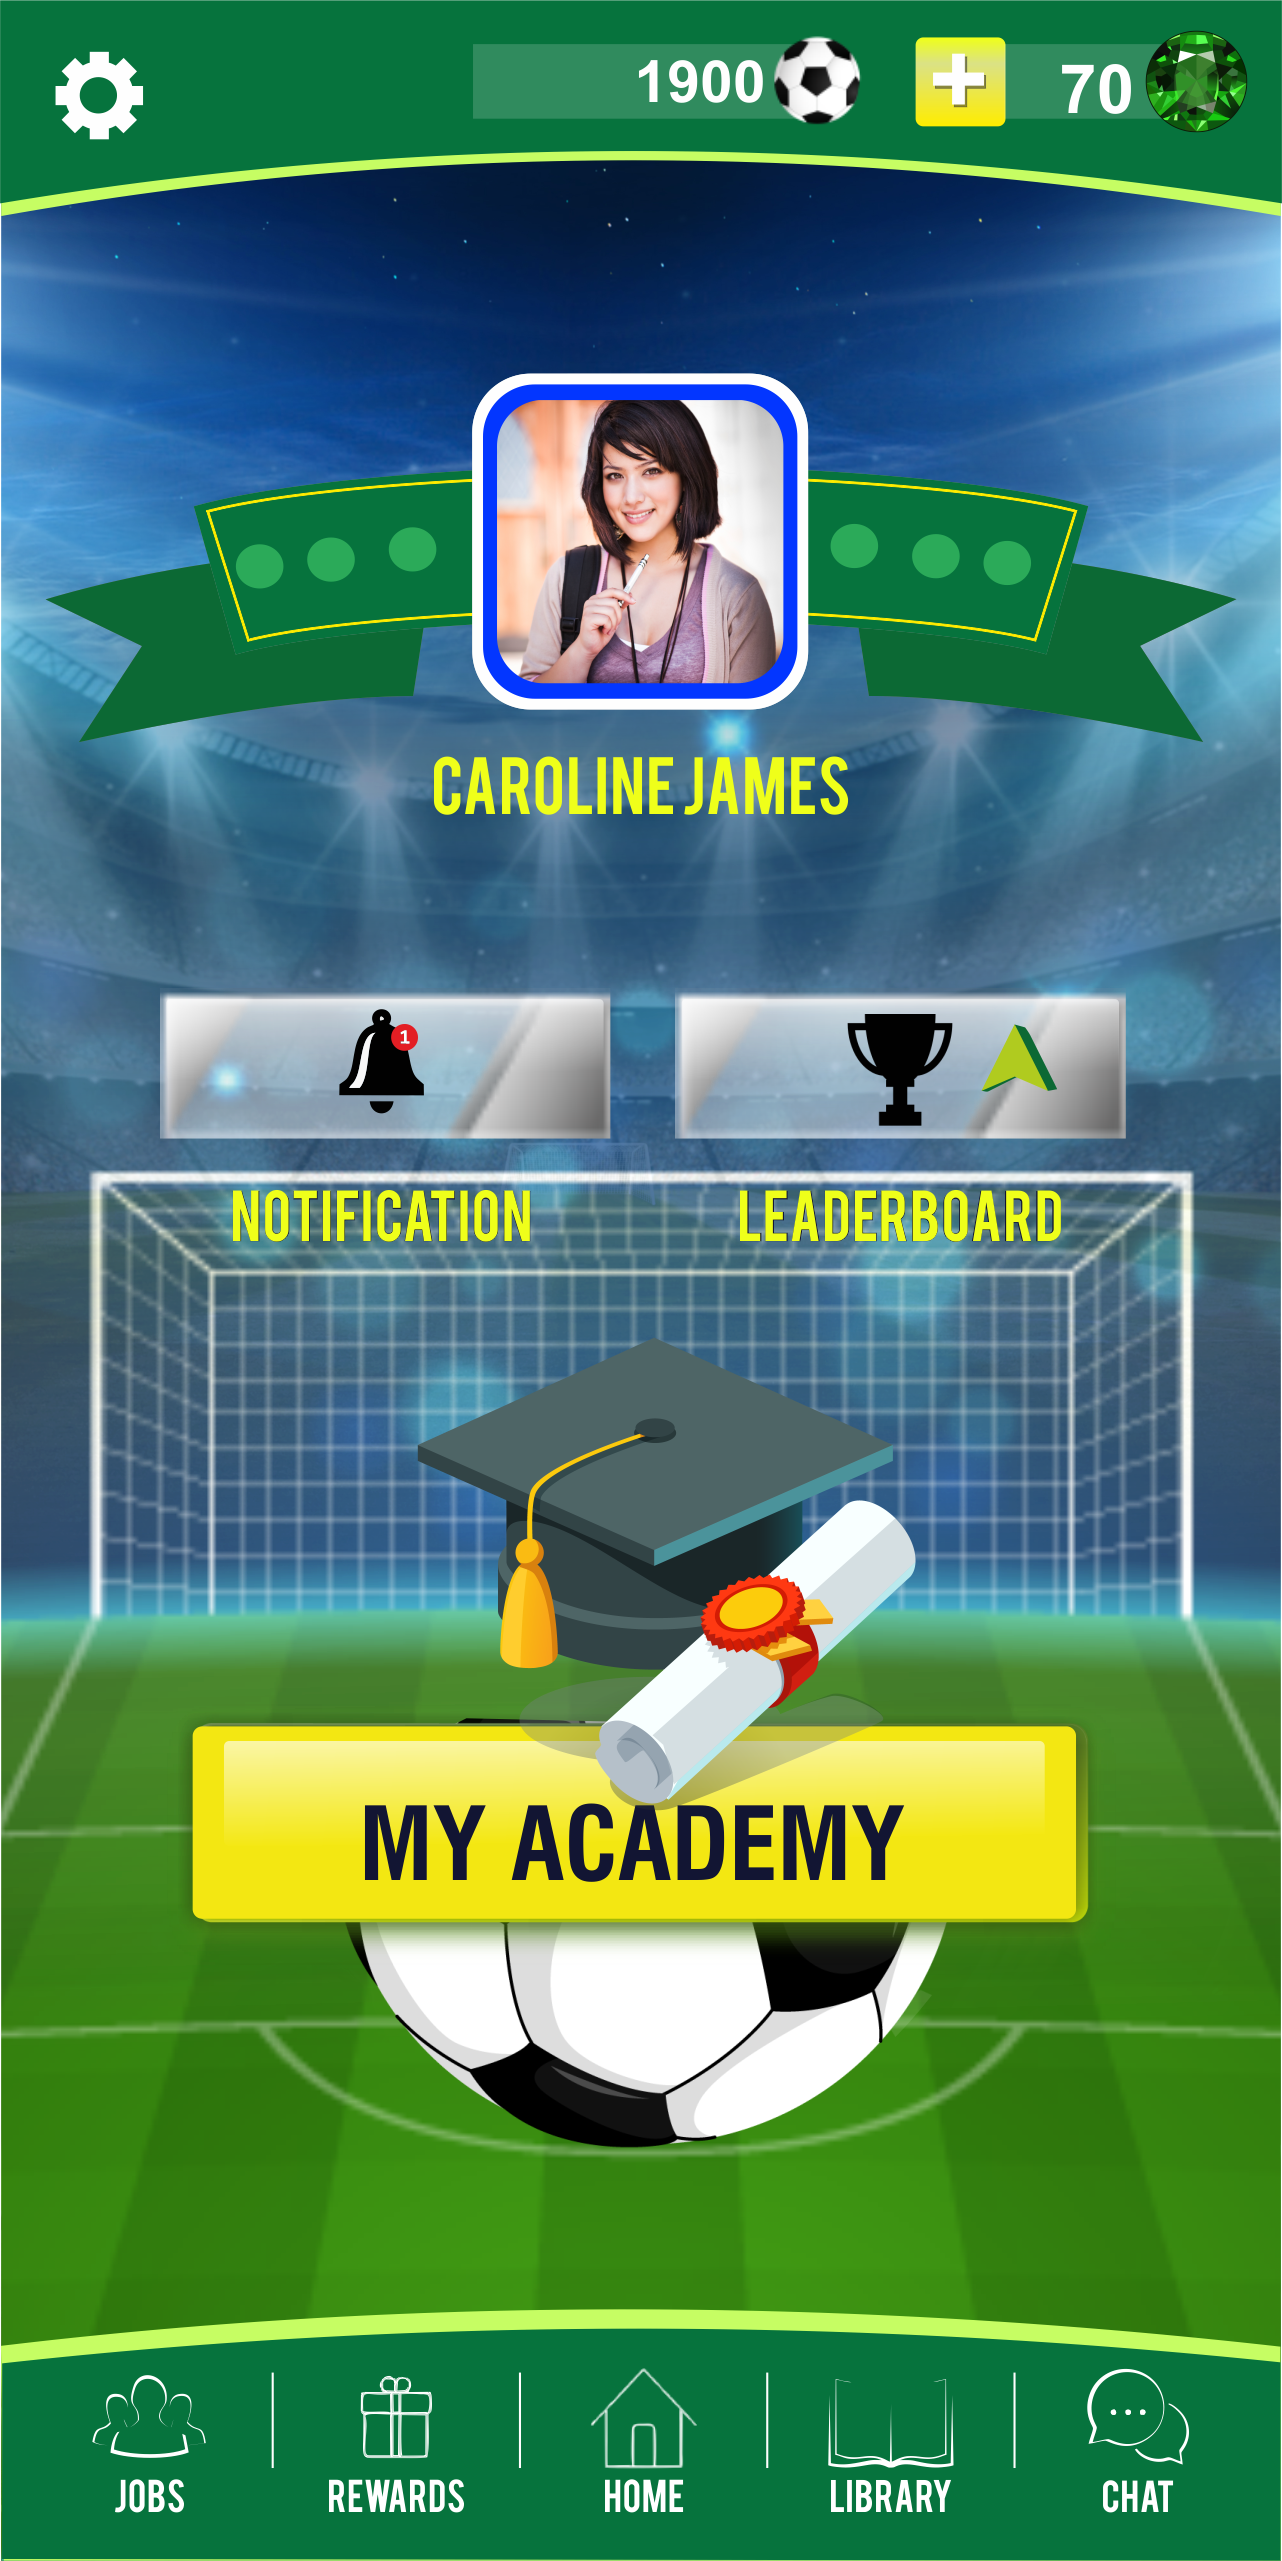 1900
70
CAROLINE JAMES
1
NOTIFICATION
LEADERBOARD
MY ACADEMY
JOBS
REWARDS
HOME
LIBRARY
CHAT